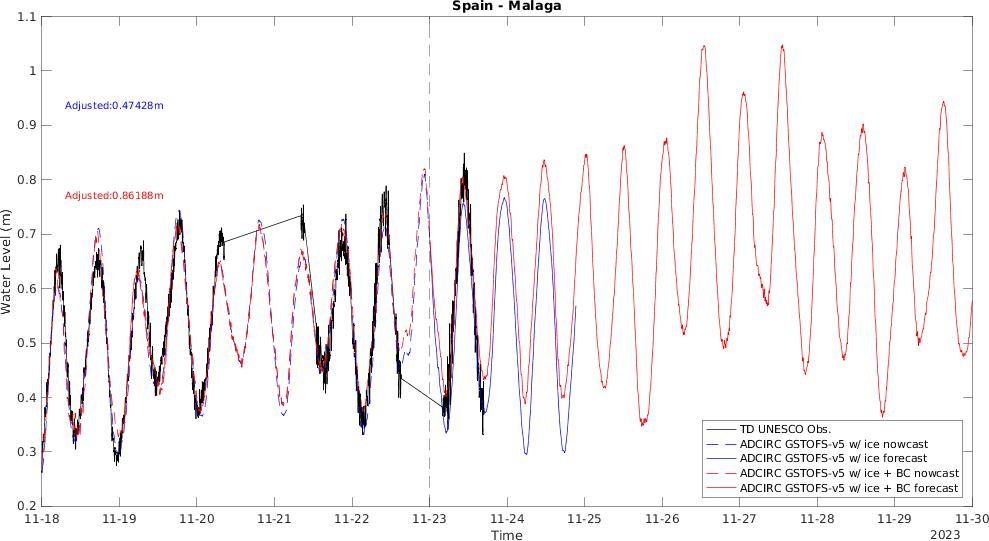 Spain - Malaga
1.1
1
0.9
0.8
0.7
0.6
0.5
0.4
0.3
0.2
Water Level (m)
Adjusted:0.47428m
Adjusted:0.86188m
TD UNESCO Obs.
ADCIRC GSTOFS-v5 w/ ice nowcast
ADCIRC GSTOFS-v5 w/ ice forecast
ADCIRC GSTOFS-v5 w/ ice + BC nowcast
ADCIRC GSTOFS-v5 w/ ice + BC forecast
11-18 11-19 11-20 11-21 11-22 11-23 11-24 11-25 11-26 11-27 11-28 11-29 11-30
Time
2023